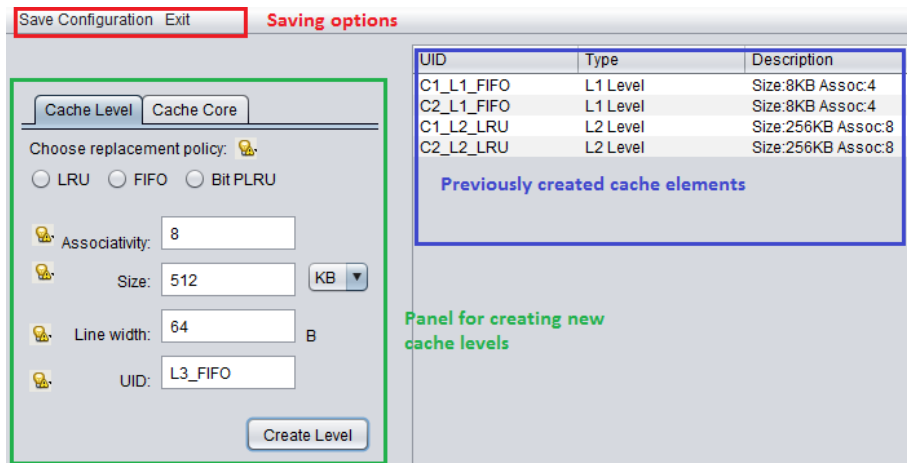 Save Configuration Exit
Saving options
UID Type Description
C1_L1_FIFO L1 Level Size:8KB Assoc:4
C2_L1_FIFO L1 Level Size:8KB Assoc:4
C1_L2_LRU L2 Level Size:256KB Assoc:8
C2_L2_LRU L2 Level Size:256KB Assoc:8
Previously created cache elements
Cache Level Cache Core
Choose replacement policy:
LRU FIFO Bit PLRU
Associativity: 8
Size: 512 KB
Line width: 64 B
UID: L3_FIFO
Create Level
Panel for creating new
cache levels